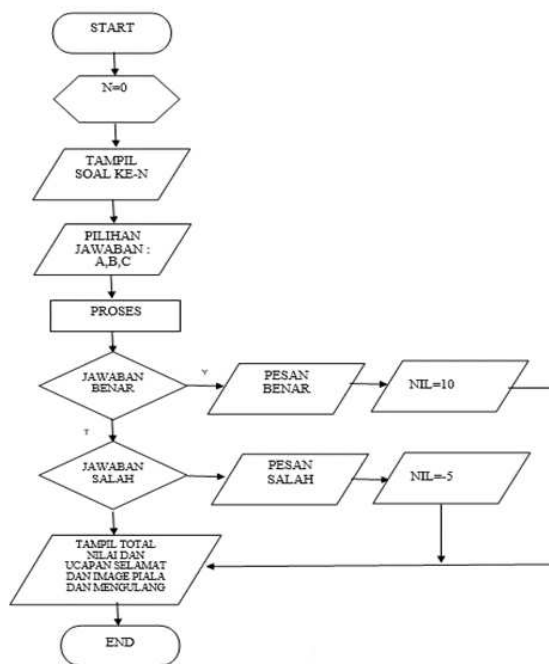 START
N=0
TAMPIL
SOAL KE-N
PILIHAN
JAWABAN :
A,B,C
PROSES
JAWABAN
BENAR
Y
PESAN
BENAR
NIL=10
T
JAWABAN
SALAH
PESAN
SALAH
NIL=-5
TAMPIL TOTAL
NILAI DAN
UCAPAN SELAMAT
DAN IMAGE PIALA
DAN MENGULANG
END